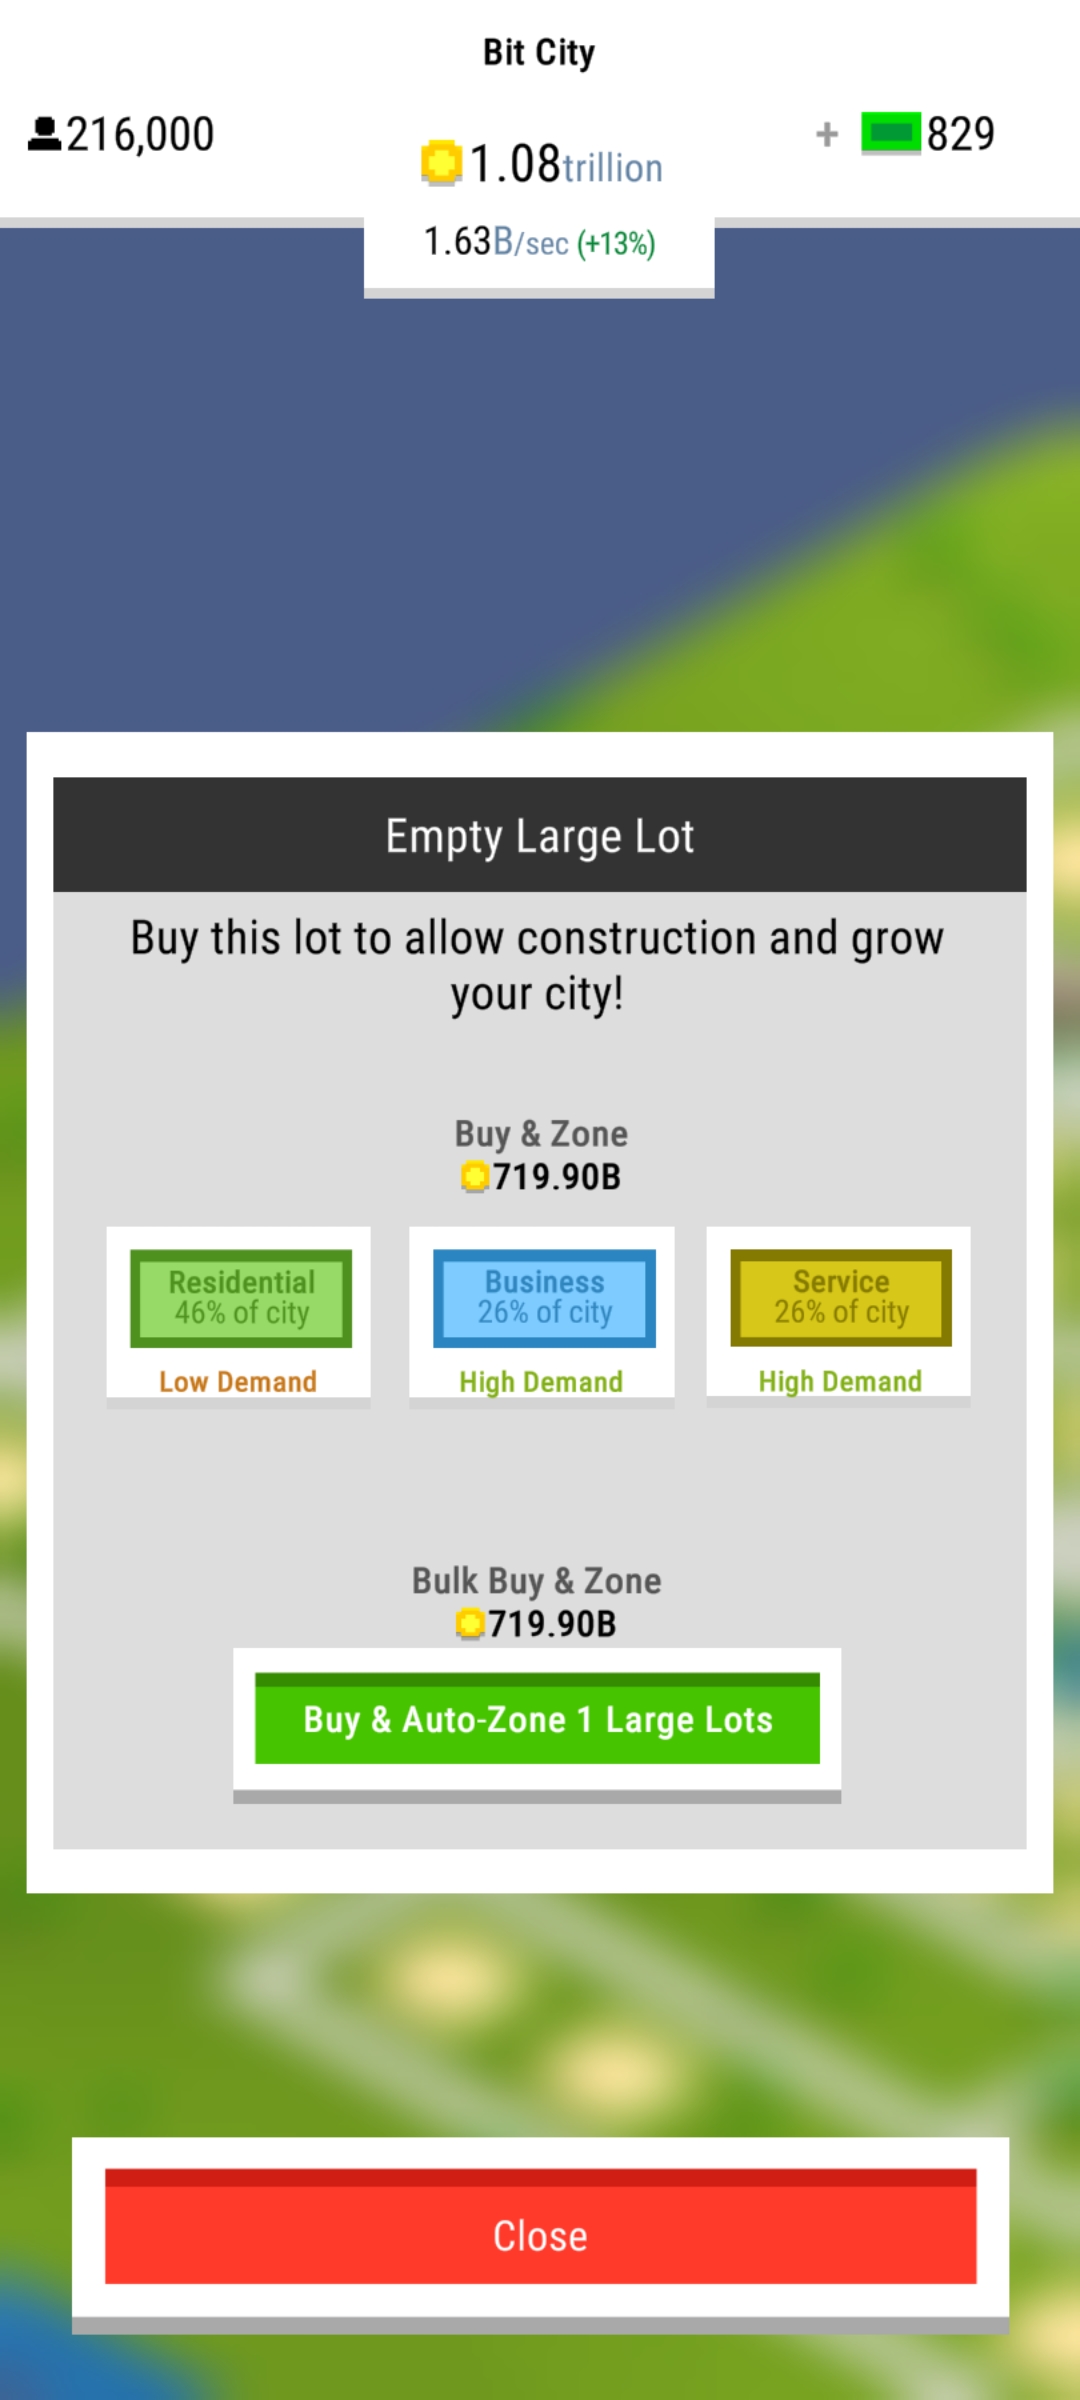 Bit City
216,000
1.08trillion
+ 829
1.63B/sec (+13%)
Empty Large Lot
Buy this lot to allow construction and grow
your city!
Buy & Zone
719.90B
Residential
46% of city
Low Demand
Business
26% of city
High Demand
Service
26% of city
High Demand
Bulk Buy & Zone
719.90B
Buy & Auto-Zone 1 Large Lots
Close